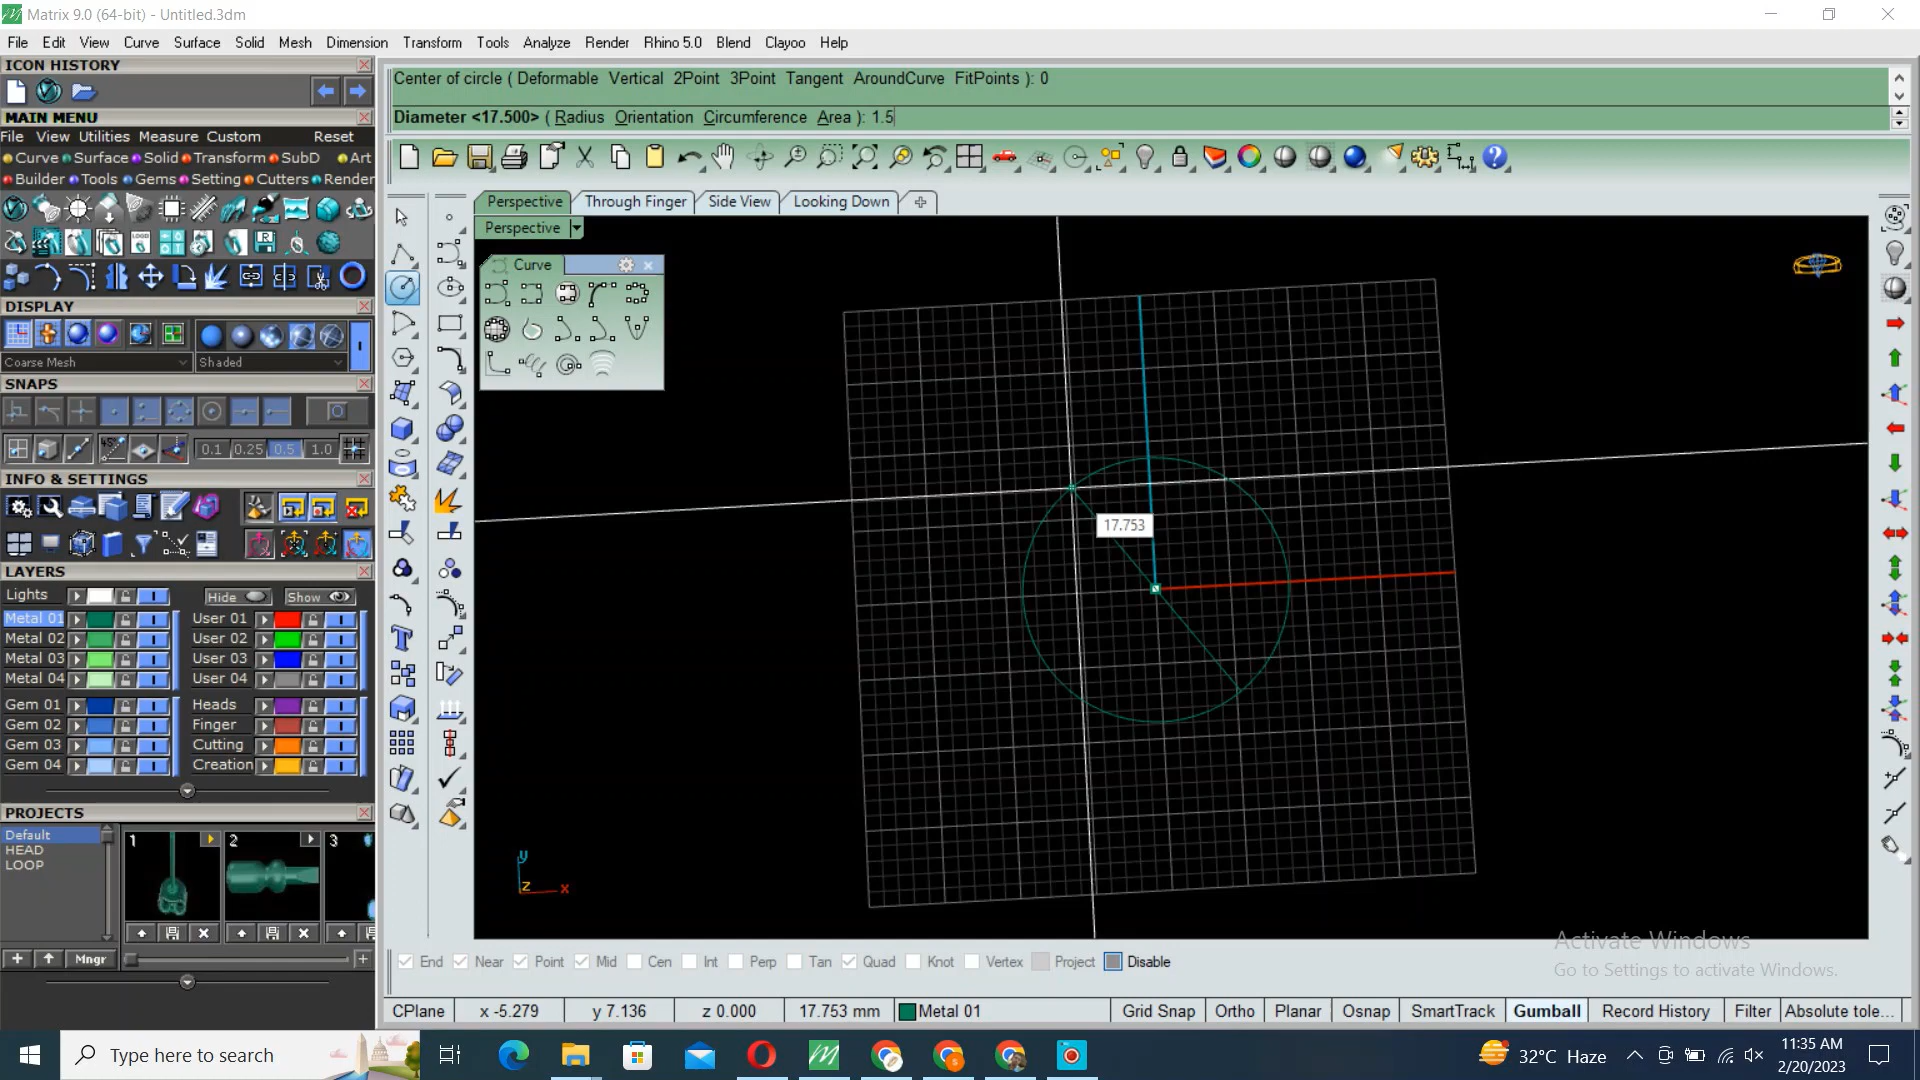 Matrix 9.0 (64-bit) - Untitled.3dm
File Edit View Curve Surface Solid Mesh Dimension Transform Tools Analyze Render Rhino 5.0 Blend Clayoo Help
ICON HISTORY
MAIN MENU
File View Utilities Measure Custom Reset
Curve Surface Solid Transform SubD Art
Builder Tools Gems Setting Cutters Render
DISPLAY
Coarse Mesh Shaded
SNAPS
0.1 0.25 0.5 1.0
INFO & SETTINGS
LAYERS
Lights Hide Show
Metal 01 User 01
Metal 02 User 02
Metal 03 User 03
Metal 04 User 04
Gem 01 Heads
Gem 02 Finger
Gem 03 Cutting
Gem 04 Creation
PROJECTS
Default
HEAD
LOOP
1 2 3
Mngr
Center of circle ( Deformable Vertical 2Point 3Point Tangent AroundCurve FitPoints ): 0
Diameter <17.500> ( Radius Orientation Circumference Area ): 1.5
Perspective Through Finger Side View Looking Down
Perspective
Curve
17.753
y
z x
End Near Point Mid Cen Int Perp Tan Quad Knot Vertex Project Disable
Activate Windows
Go to Settings to activate Windows.
CPlane x -5.279 y 7.136 z 0.000 17.753 mm Metal 01 Grid Snap Ortho Planar Osnap SmartTrack Gumball Record History Filter Absolute tole...
Type here to search
32°C Haze
11:35 AM
2/20/2023